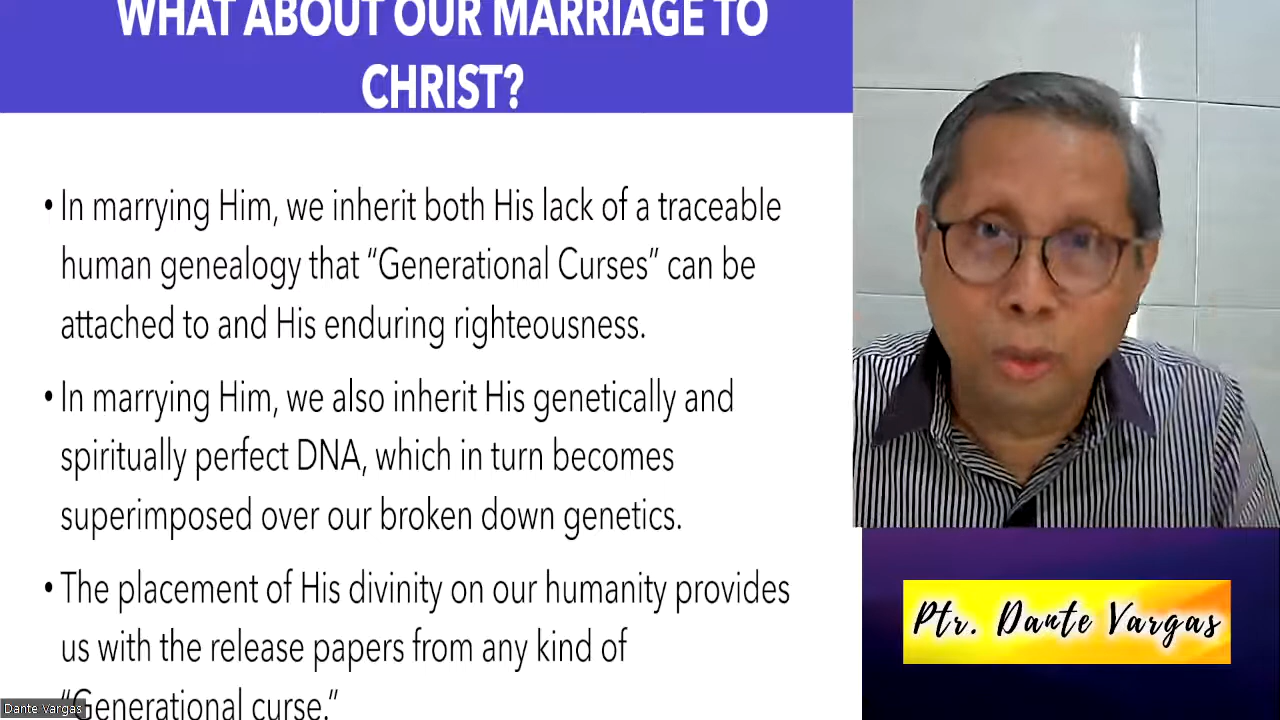 WHAT ABOUT OUR MARRIAGE TO
CHRIST?
• In marrying Him, we inherit both His lack of a traceable
human genealogy that “Generational Curses” can be
attached to and His enduring righteousness.
• In marrying Him, we also inherit His genetically and
spiritually perfect DNA, which in turn becomes
superimposed over our broken down genetics.
• The placement of His divinity on our humanity provides
us with the release papers from any kind of
“Generational curse.”
Dante Vargas
Ptr. Dante Vargas